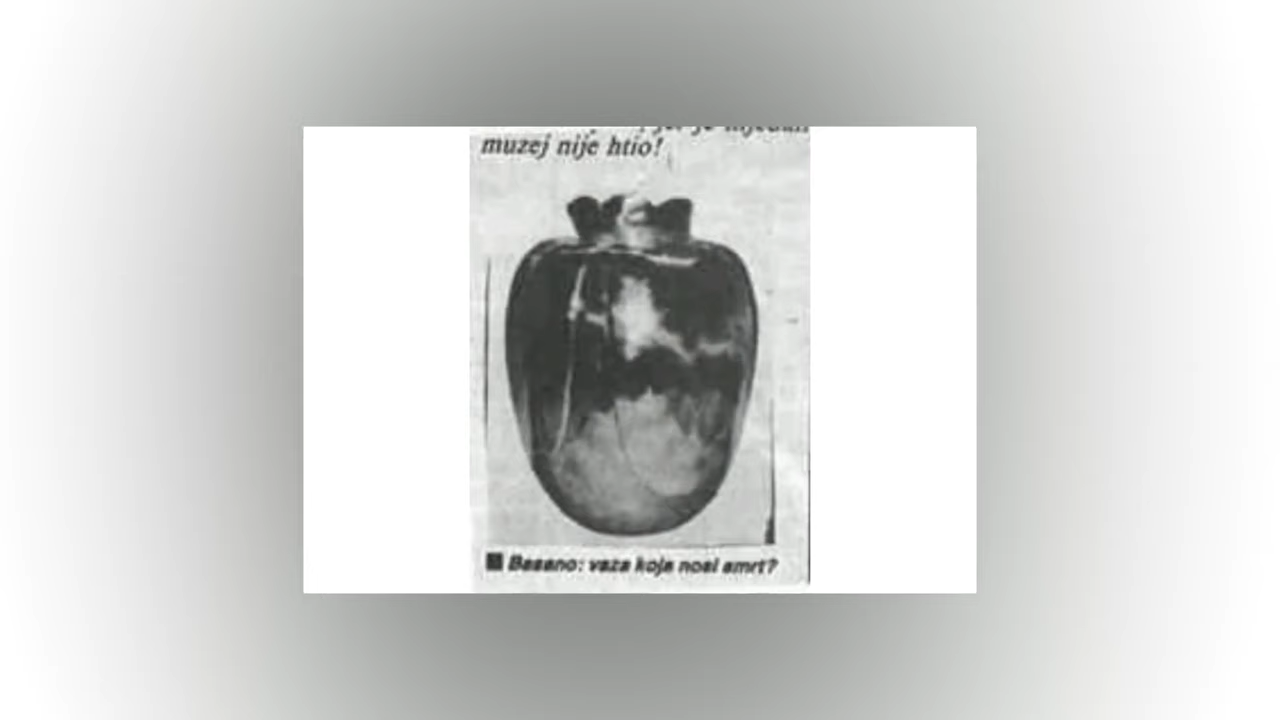 muzej nije htio!
■ Basano: vaza koja nosi smrt?